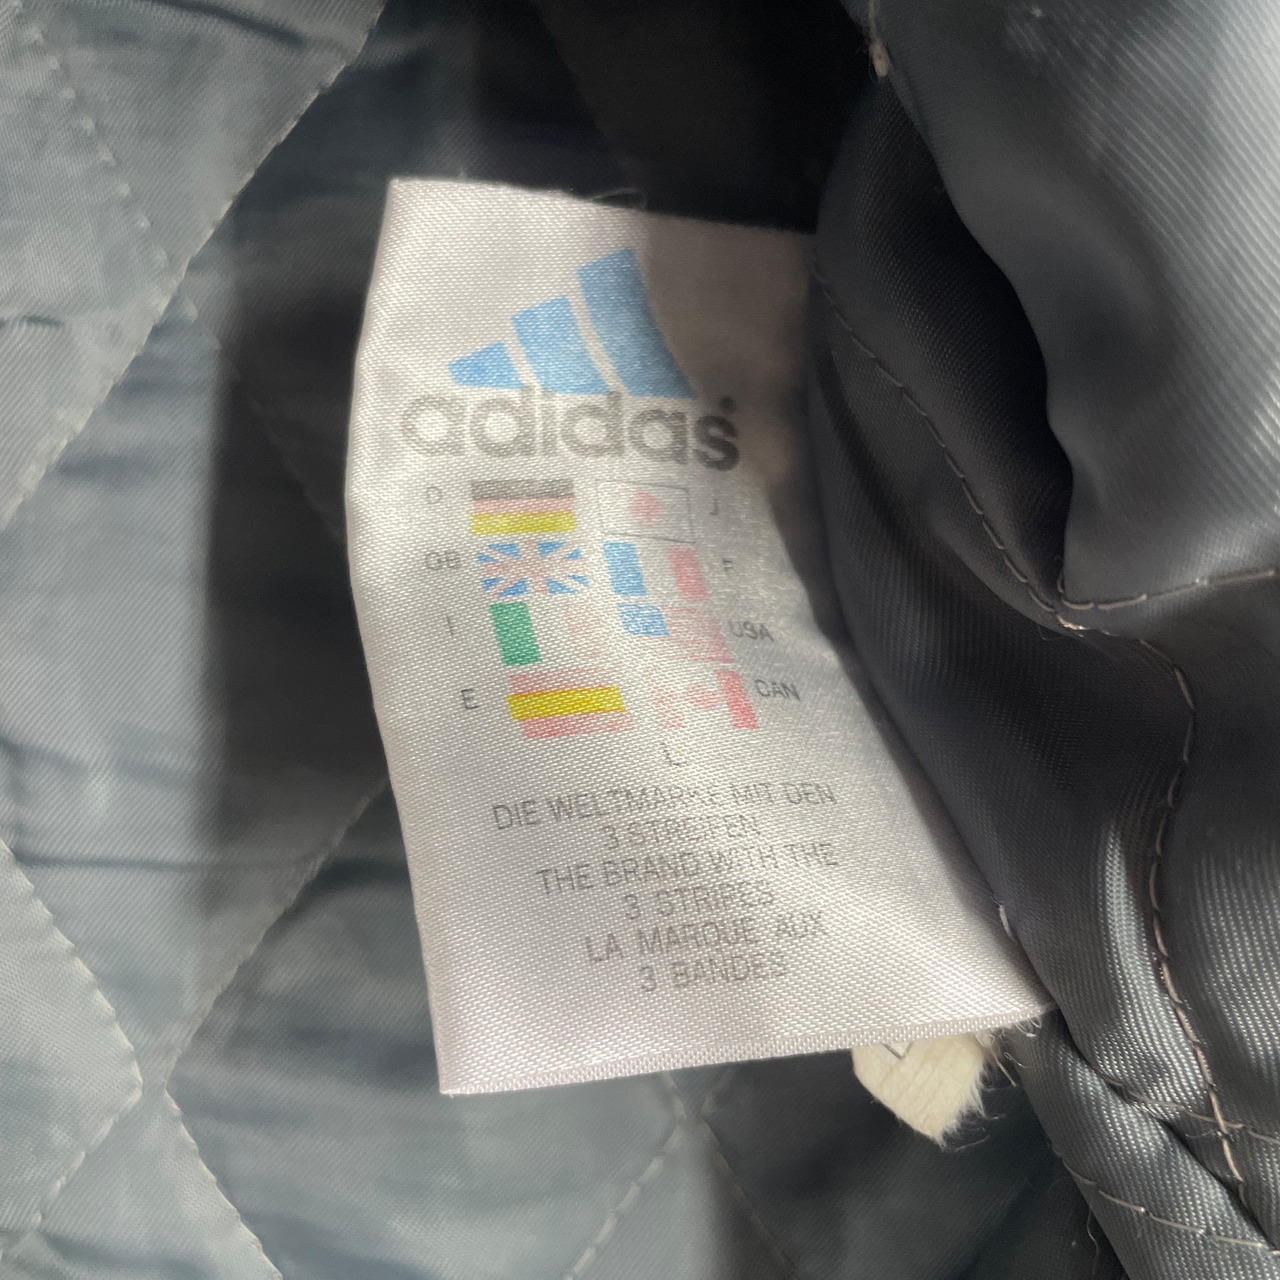 adidas
D J
GB F
I USA
E CAN
L
DIE WELTMARKE MIT DEN
3 STREIFEN
THE BRAND WITH THE
3 STRIPES
LA MARQUE AUX
3 BANDES